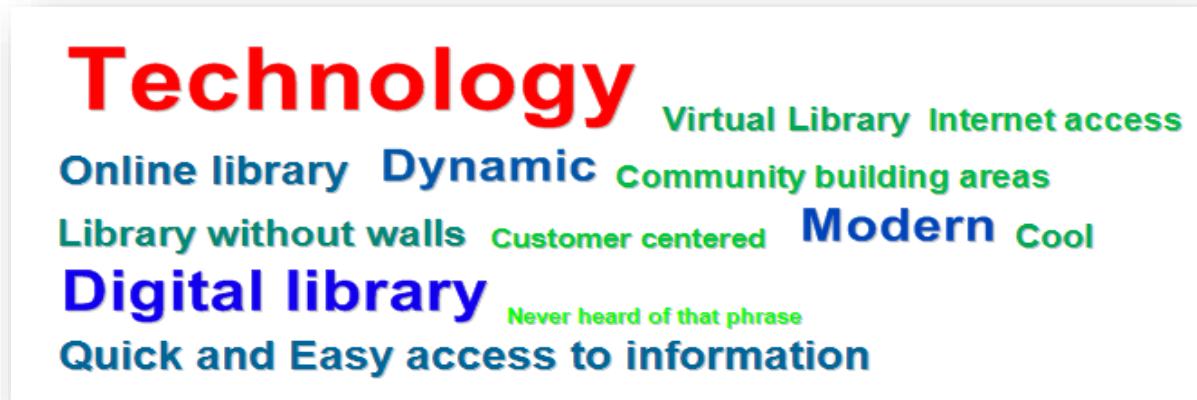 Technology Virtual Library Internet access
Online library Dynamic Community building areas
Library without walls Customer centered Modern Cool
Digital library Never heard of that phrase
Quick and Easy access to information